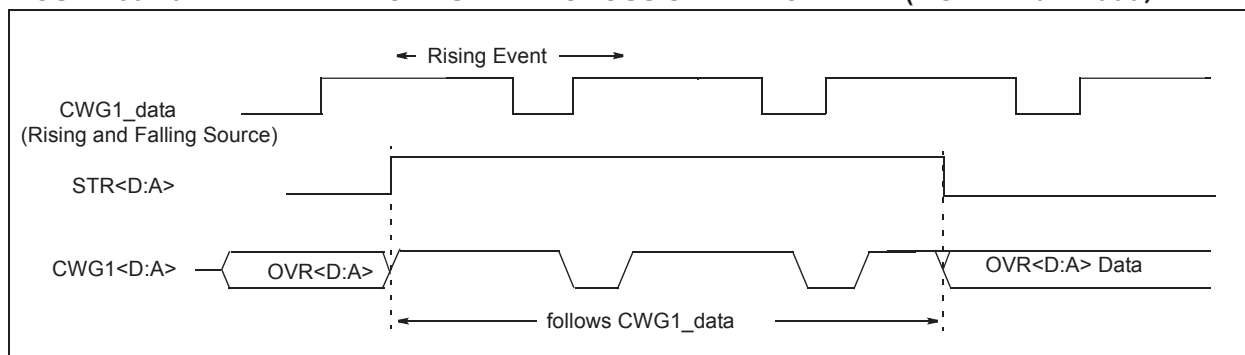 Rising Event
CWG1_data
(Rising and Falling Source)
STR<D:A>
CWG1<D:A>
OVR<D:A>
OVR<D:A> Data
follows CWG1_data